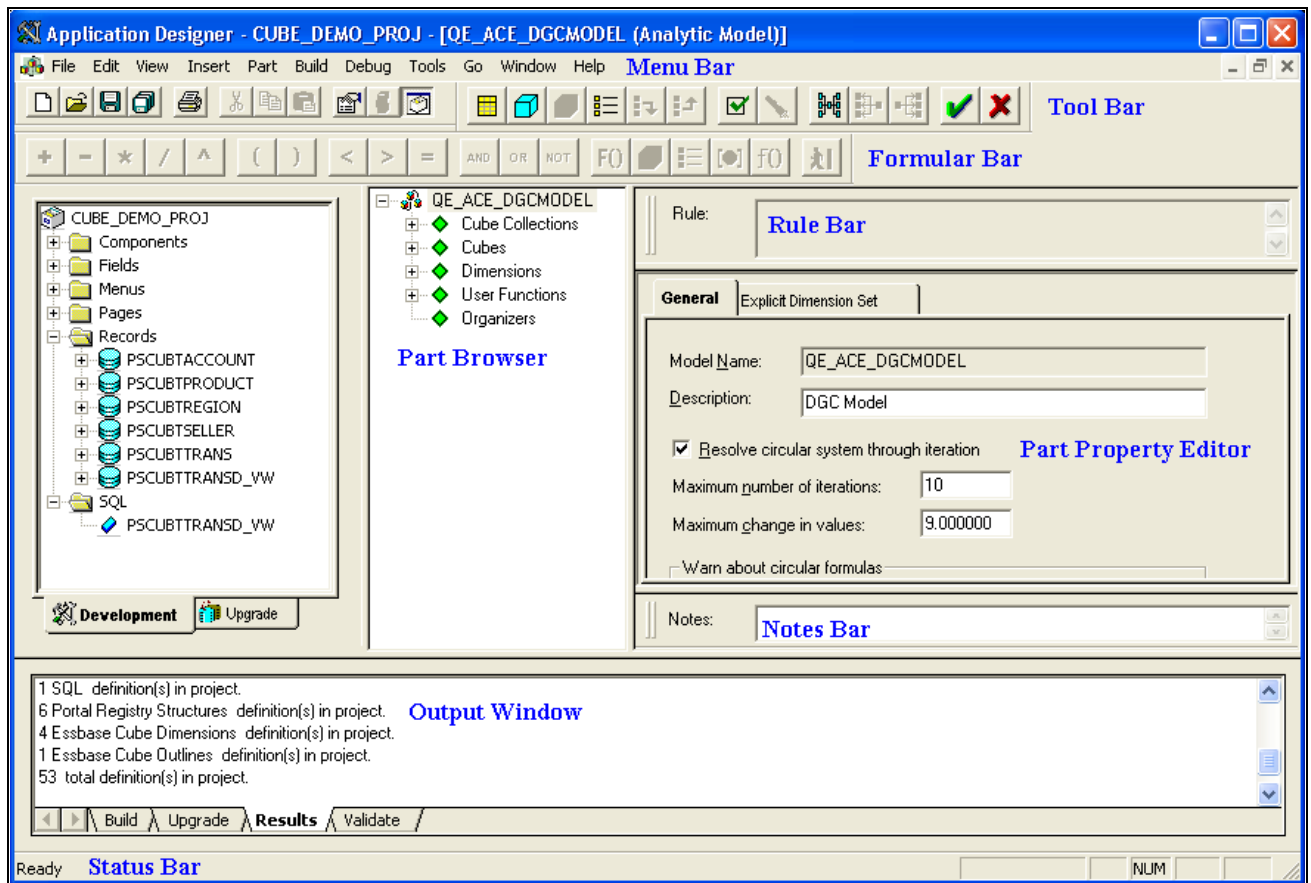 Application Designer - CUBE_DEMO_PROJ - [QE_ACE_DGCMODEL (Analytic Model)]
File Edit View Insert Part Build Debug Tools Go Window Help Menu Bar
Tool Bar
+ - * / ^ ( ) < > = AND OR NOT F() f() Formular Bar
CUBE_DEMO_PROJ
Components
Fields
Menus
Pages
Records
PSCUBTACCOUNT
PSCUBTPRODUCT
PSCUBTREGION
PSCUBTSELLER
PSCUBTTRANS
PSCUBTTRANSD_VW
SQL
PSCUBTTRANSD_VW
Development Upgrade
QE_ACE_DGCMODEL
Cube Collections
Cubes
Dimensions
User Functions
Organizers
Part Browser
Rule: Rule Bar
General Explicit Dimension Set
Model Name: QE_ACE_DGCMODEL
Description: DGC Model
Resolve circular system through iteration
Part Property Editor
Maximum number of iterations: 10
Maximum change in values: 9.000000
Warn about circular formulas
Notes: Notes Bar
1 SQL definition(s) in project.
6 Portal Registry Structures definition(s) in project.
Output Window
4 Essbase Cube Dimensions definition(s) in project.
1 Essbase Cube Outlines definition(s) in project.
53 total definition(s) in project.
Build Upgrade Results Validate
Ready Status Bar NUM